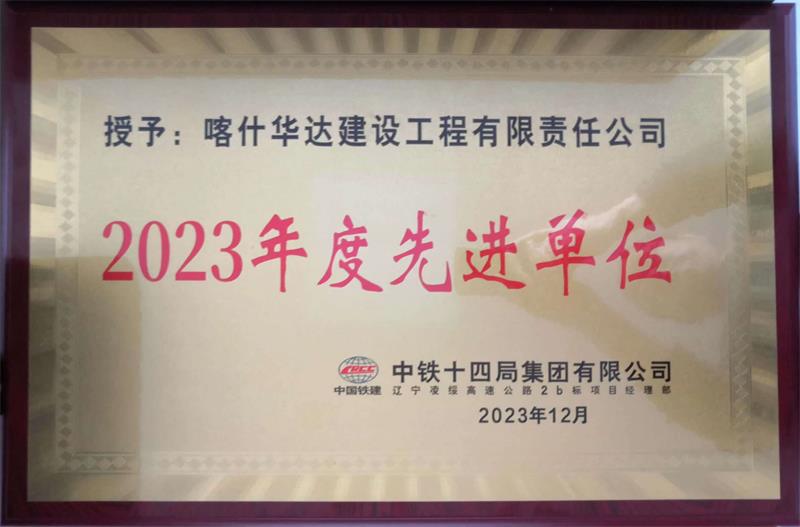 授予：喀什华达建设工程有限责任公司
2023年度先进单位
CRCC
中国铁建
中铁十四局集团有限公司
辽宁凌绥高速公路2b标项目经理部
2023年12月